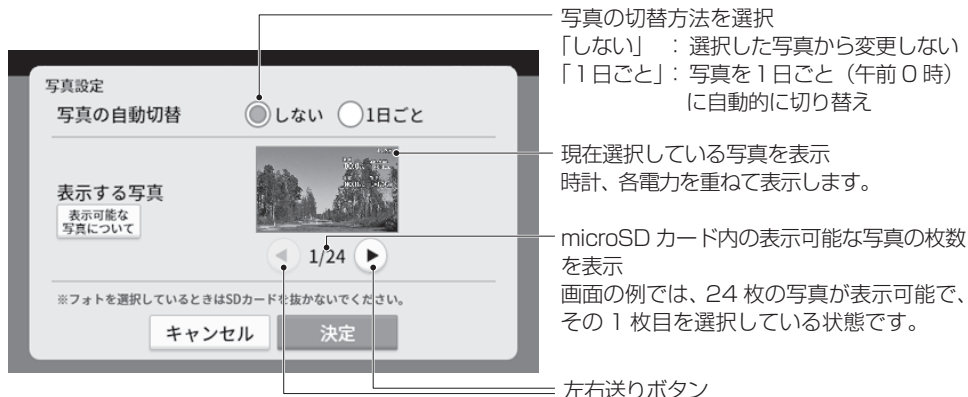 写真の切替方法を選択
「しない」　：選択した写真から変更しない
「1日ごと」：写真を1日ごと（午前0時）
に自動的に切り替え
写真設定
写真の自動切替　しない　1日ごと
現在選択している写真を表示
時計、各電力を重ねて表示します。
表示する写真
表示可能な
写真について
1/24
microSD カード内の表示可能な写真の枚数
を表示
画面の例では、24 枚の写真が表示可能で、
その 1 枚目を選択している状態です。
※フォトを選択しているときはSDカードを抜かないでください。
キャンセル　決定
左右送りボタン